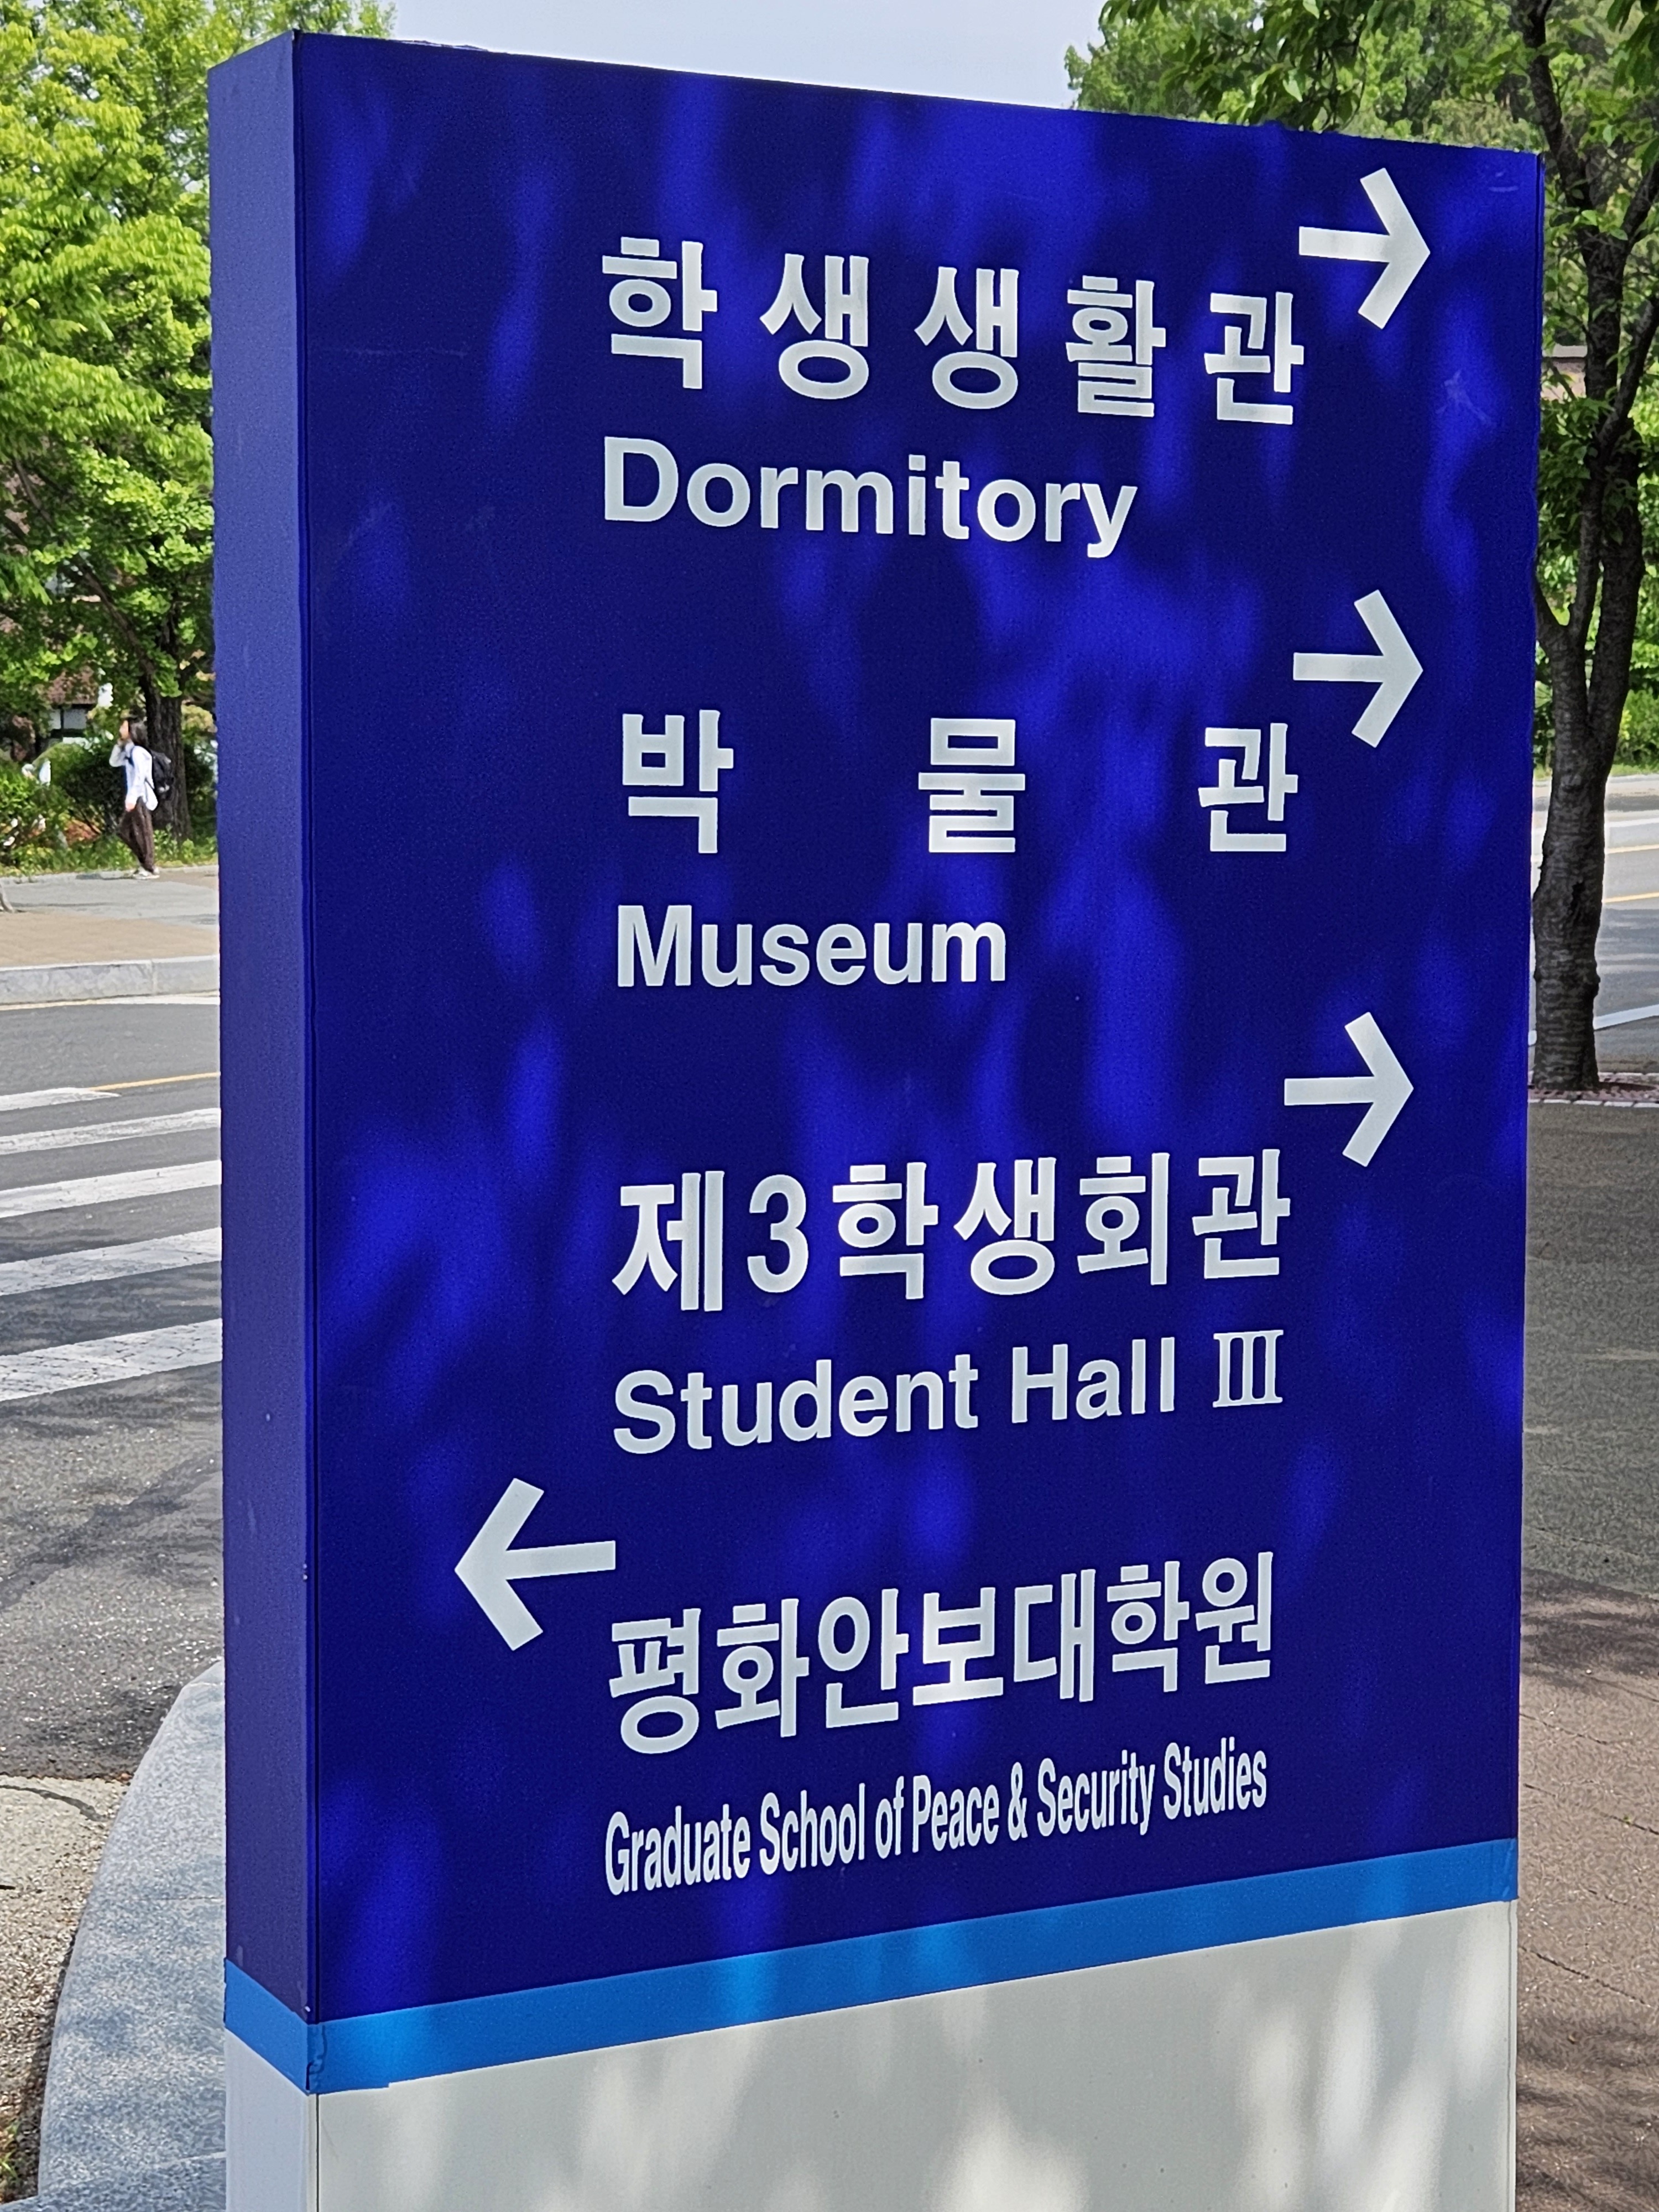 →
학생생활관
Dormitory
→
박 물 관
Museum
→
제3학생회관
Student Hall Ⅲ
←
평화안보대학원
Graduate School of Peace & Security Studies